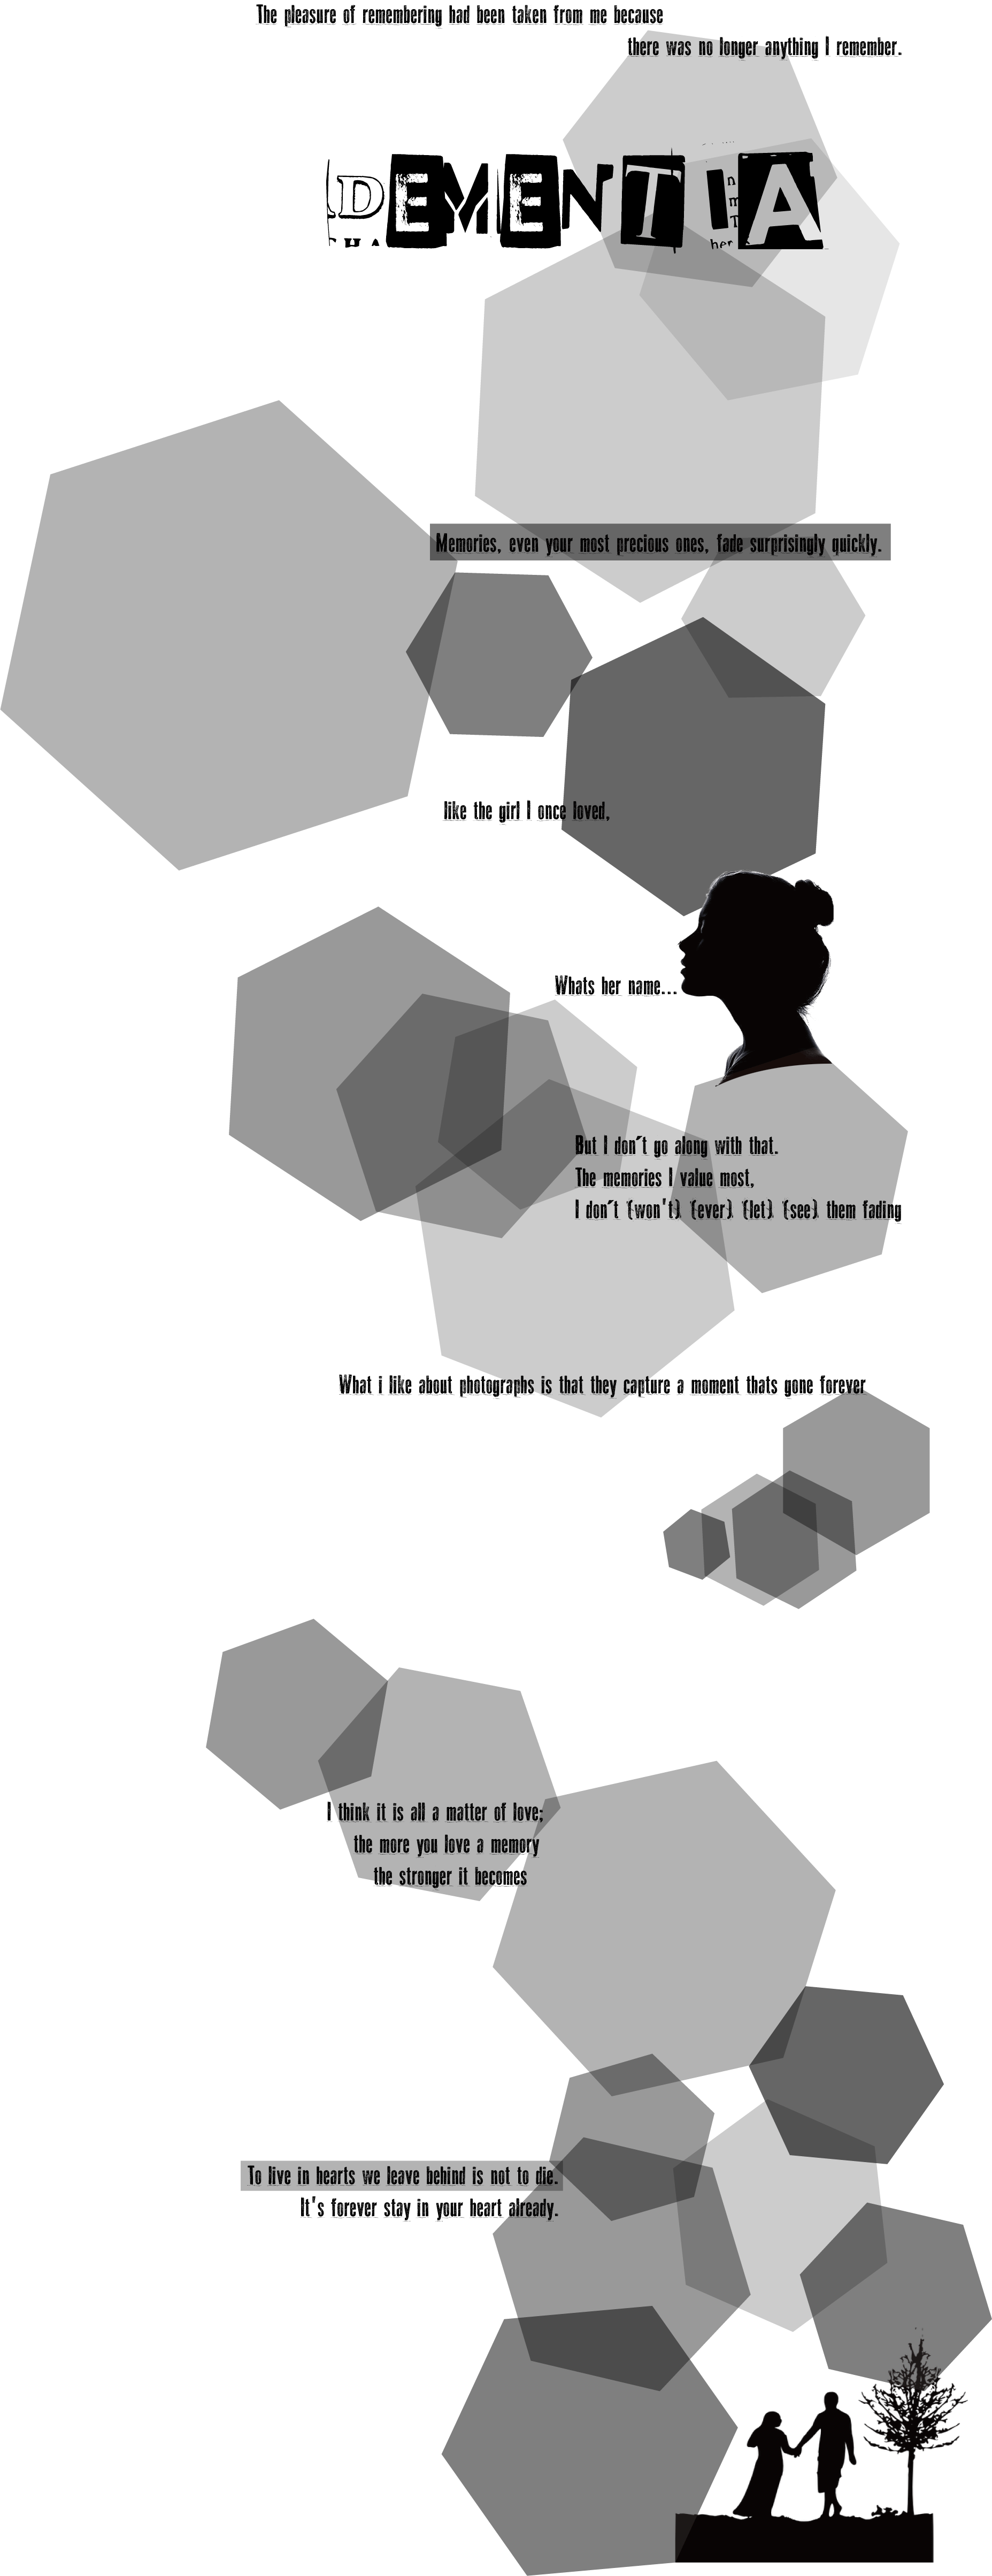 The pleasure of remembering had been taken from me because
there was no longer anything I remember.
DEMENTIA
Memories, even your most precious ones, fade surprisingly quickly.
like the girl I once loved,
Whats her name...
But I don't go along with that.
The memories I value most,
I don't (won't) (ever) (let) (see) them fading
What i like about photographs is that they capture a moment thats gone forever
I think it is all a matter of love;
the more you love a memory
the stronger it becomes
To live in hearts we leave behind is not to die.
It's forever stay in your heart already.